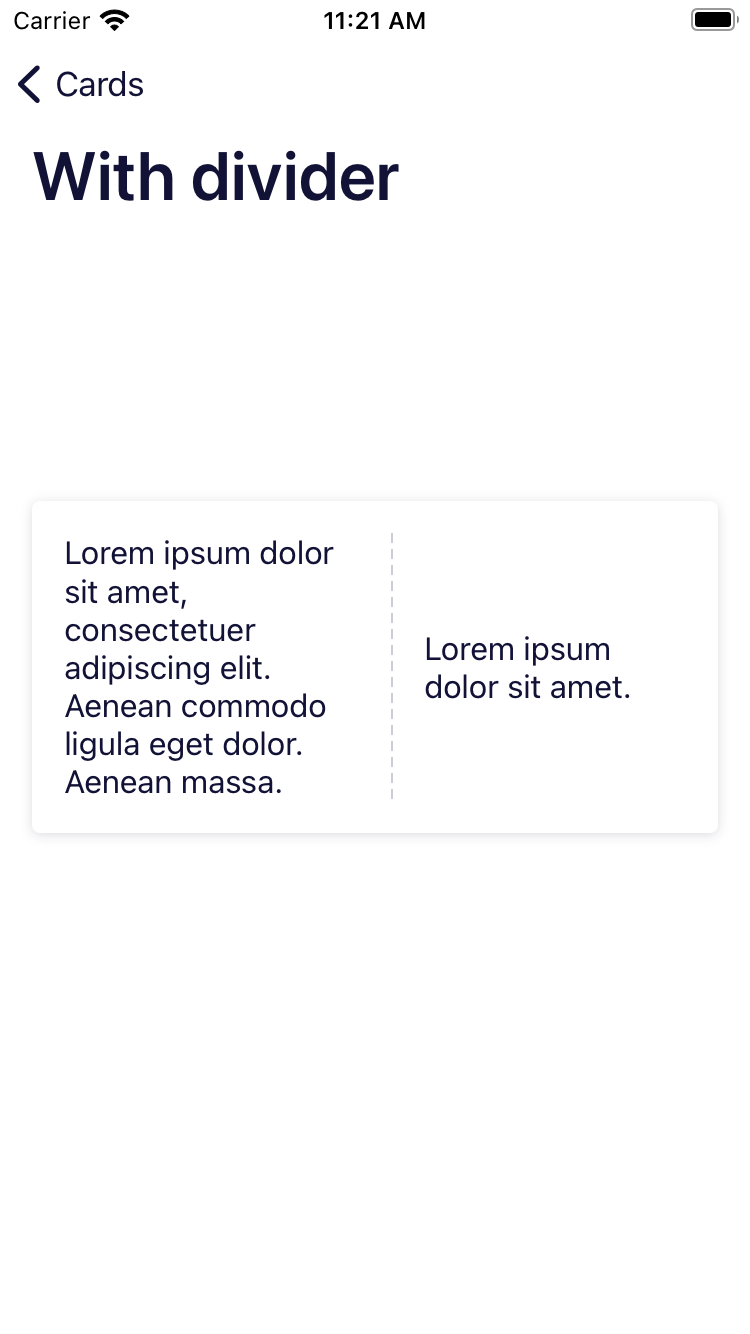 Carrier 11:21 AM
Cards
With divider
Lorem ipsum dolor
sit amet,
consectetuer
adipiscing elit.
Aenean commodo
ligula eget dolor.
Aenean massa.
Lorem ipsum
dolor sit amet.